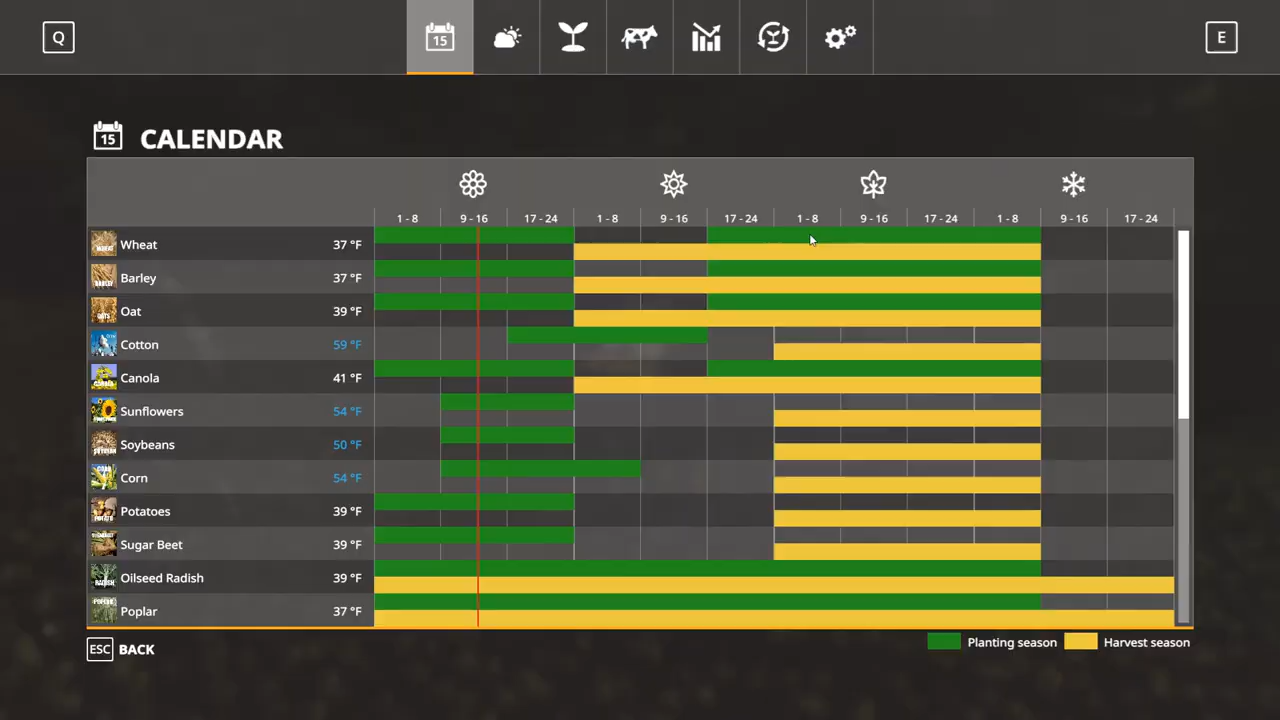 Q
15
E
15 CALENDAR
1 - 8 9 - 16 17 - 24 1 - 8 9 - 16 17 - 24 1 - 8 9 - 16 17 - 24 1 - 8 9 - 16 17 - 24
Wheat 37 °F
Barley 37 °F
Oat 39 °F
Cotton 59 °F
Canola 41 °F
Sunflowers 54 °F
Soybeans 50 °F
Corn 54 °F
Potatoes 39 °F
Sugar Beet 39 °F
Oilseed Radish 39 °F
Poplar 37 °F
ESC BACK
Planting season Harvest season